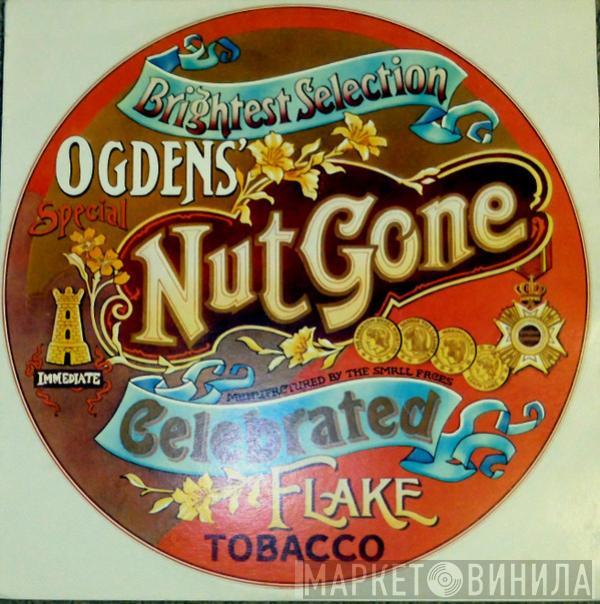 Brightest Selection
OGDENS'
Special
Nut Gone
IMMEDIATE
MANUFACTURED BY THE SMALL FACES
Celebrated
FLAKE
TOBACCO
МАРКЕТ ВИНИЛА